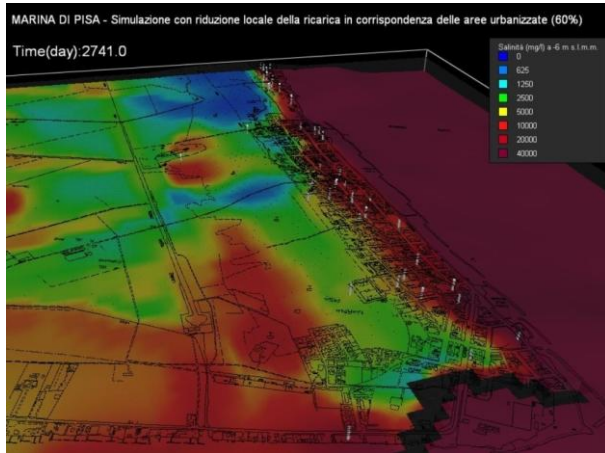 MARINA DI PISA - Simulazione con riduzione locale della ricarica in corrispondenza delle aree urbanizzate (60%)
Time(day):2741.0
Salinità (mg/l) a -6 m s.l.m.m.
0
625
1250
2500
5000
10000
20000
40000